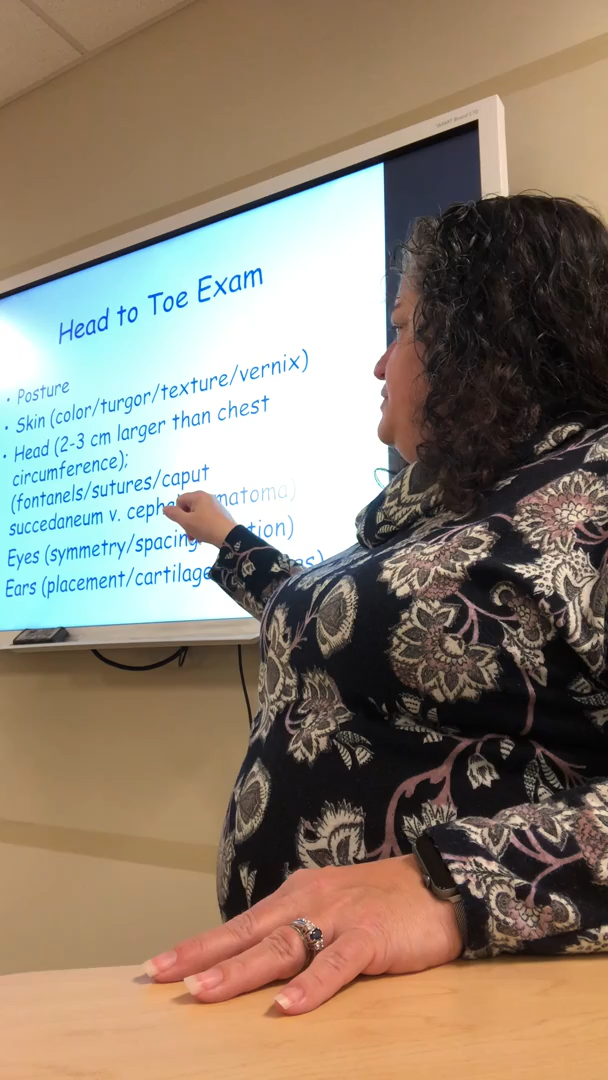 Head to Toe Exam
• Posture
• Skin (color/turgor/texture/vernix)
• Head (2-3 cm larger than chest
circumference);
(fontanels/sutures/caput
succedaneum v.
Eyes (symmetry/spacing
Ears (placement/cartilage